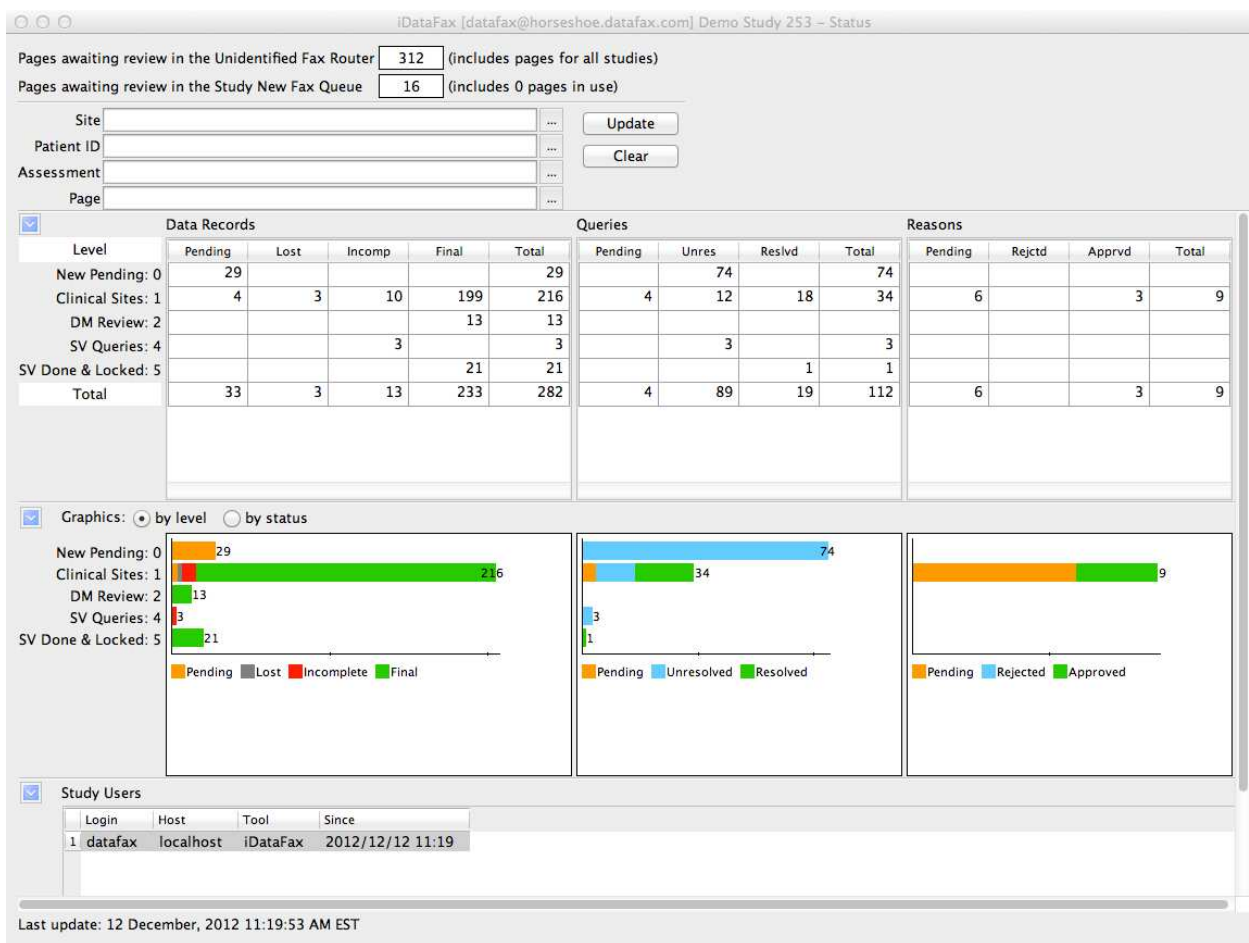 iDataFax [datafax@horseshoe.datafax.com] Demo Study 253 – Status
Pages awaiting review in the Unidentified Fax Router 312 (includes pages for all studies)
Pages awaiting review in the Study New Fax Queue 16 (includes 0 pages in use)
Site ... Update
Patient ID ...
Clear
Assessment ...
Page ...
Data Records Queries Reasons
Level Pending Lost Incomp Final Total Pending Unres Reslvd Total Pending Rejctd Apprvd Total
New Pending: 0 29 29 74 74
Clinical Sites: 1 4 3 10 199 216 4 12 18 34 6 3 9
DM Review: 2 13 13
SV Queries: 4 3 3 3 3
SV Done & Locked: 5 21 21 1 1
Total 33 3 13 233 282 4 89 19 112 6 3 9
Graphics: by level by status
New Pending: 0 29 74
Clinical Sites: 1 216 34 9
DM Review: 2 13
SV Queries: 4 3 3
SV Done & Locked: 5 21 1
Pending Lost Incomplete Final Pending Unresolved Resolved Pending Rejected Approved
Study Users
Login Host Tool Since
1 datafax localhost iDataFax 2012/12/12 11:19
Last update: 12 December, 2012 11:19:53 AM EST